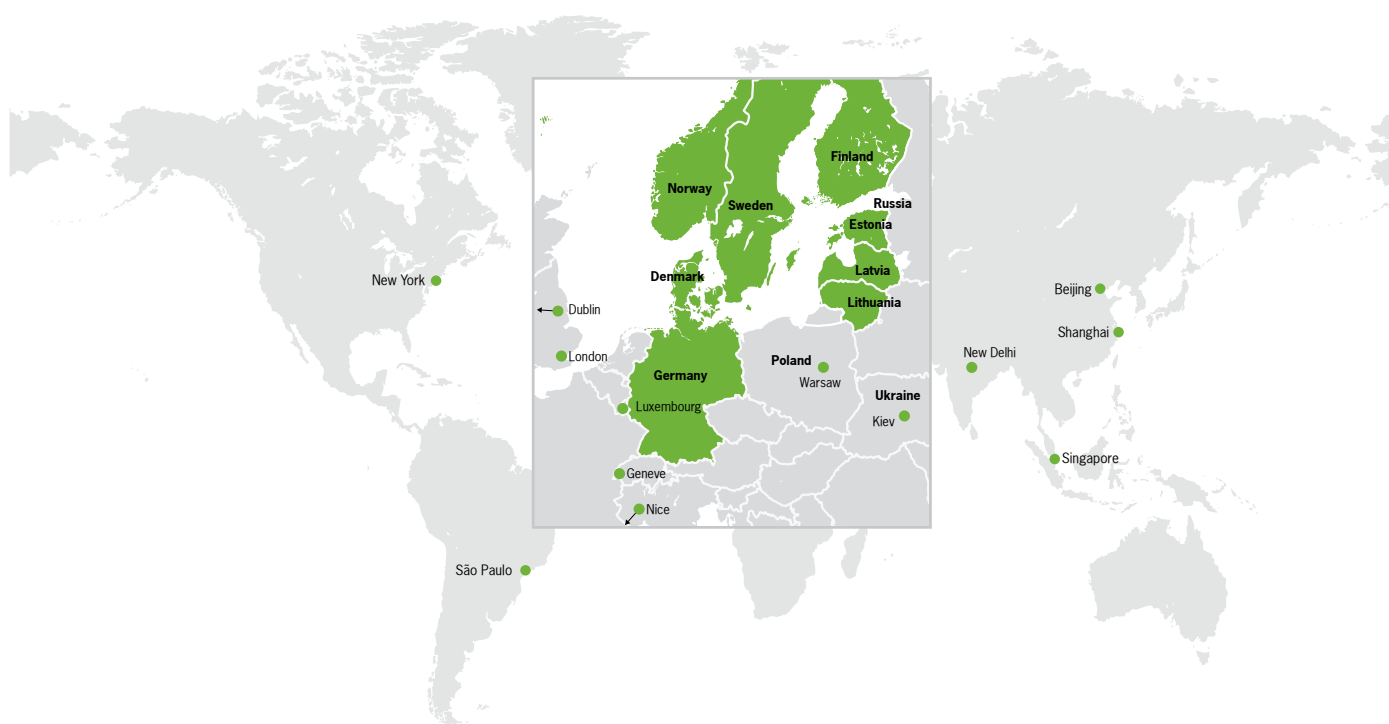 Finland
Norway
Sweden
Russia
Estonia
Latvia
Denmark
Lithuania
New York
Dublin
Beijing
Shanghai
London
New Delhi
Poland
Warsaw
Germany
Ukraine
Luxembourg
Kiev
Singapore
Geneve
Nice
São Paulo